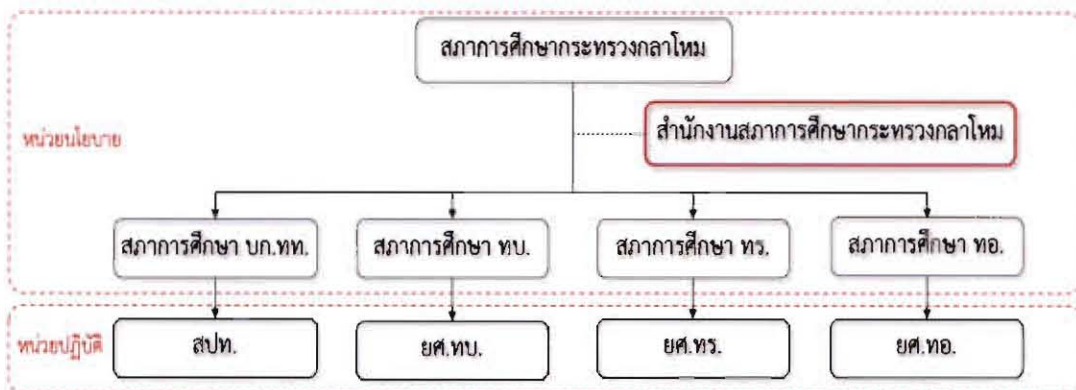 สภาการศึกษากระทรวงกลาโหม
สำนักงานสภาการศึกษากระทรวงกลาโหม
หน่วยนโยบาย
สภาการศึกษา บก.ทท.
สภาการศึกษา ทบ.
สภาการศึกษา ทร.
สภาการศึกษา ทอ.
หน่วยปฏิบัติ
สปท.
ยศ.ทบ.
ยศ.ทร.
ยศ.ทอ.